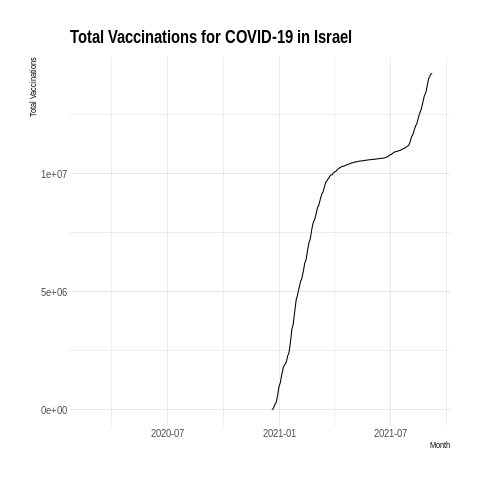 Total Vaccinations for COVID-19 in Israel
Total Vaccinations
1e+07
5e+06
0e+00
2020-07 2021-01 2021-07
Month